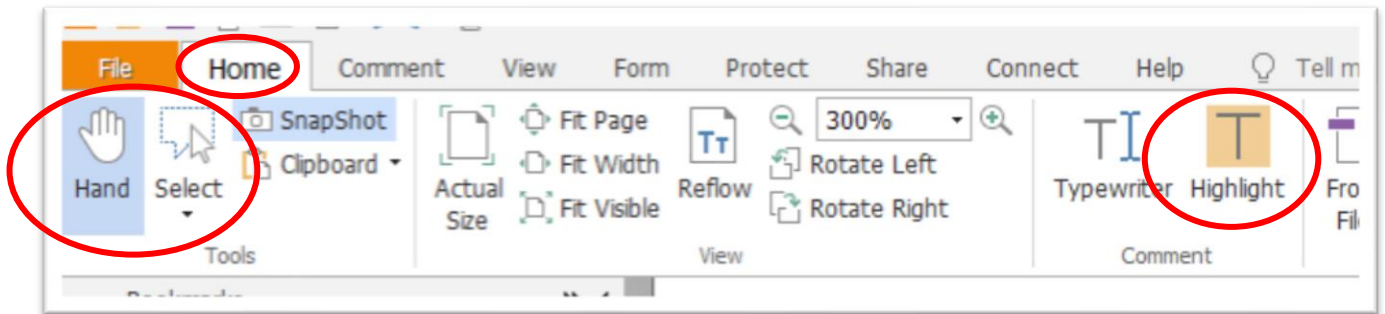 File Home Comment View Form Protect Share Connect Help Tell m
SnapShot Fit Page 300%
Clipboard Fit Width Rotate Left
Hand Select Actual Size Fit Visible Reflow Rotate Right Typewriter Highlight Fro
Tools View Comment